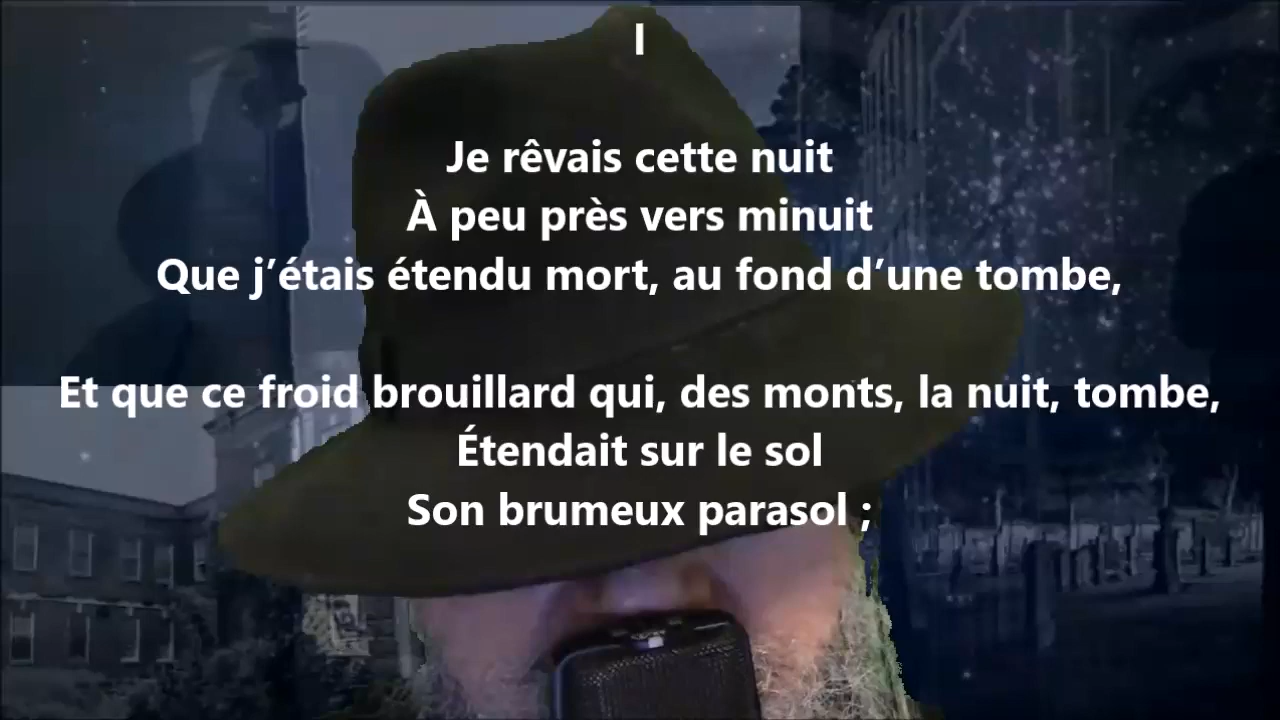 I
Je rêvais cette nuit
À peu près vers minuit
Que j’étais étendu mort, au fond d’une tombe,
Et que ce froid brouillard qui, des monts, la nuit, tombe,
Étendait sur le sol
Son brumeux parasol ;